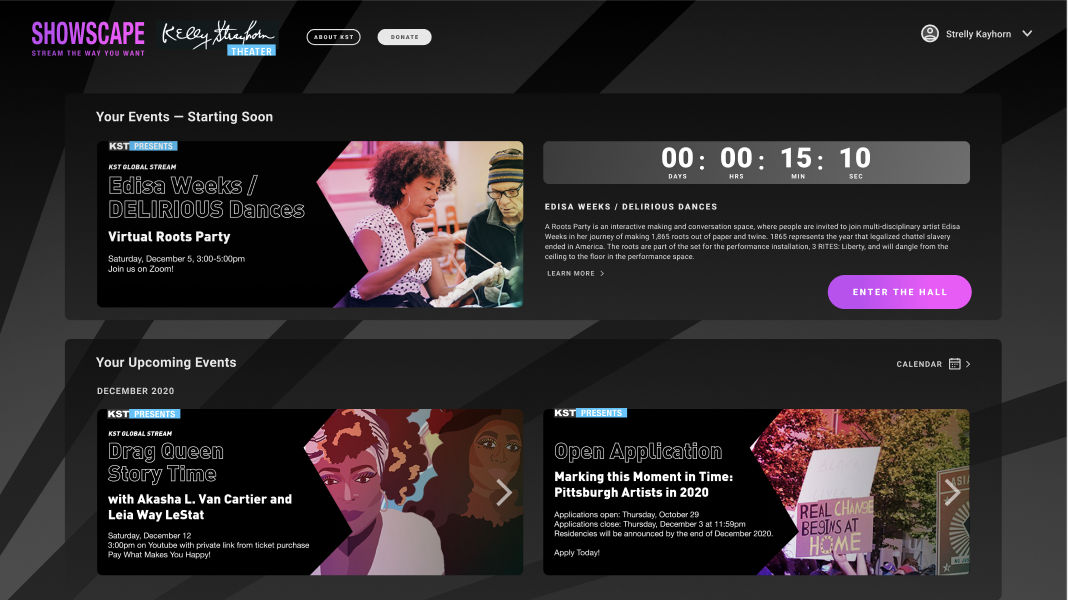 SHOWSCAPE
STREAM THE WAY YOU WANT
Kelly Strayhorn
THEATER
ABOUT KST
DONATE
Strelly Kayhorn
Your Events — Starting Soon
KST PRESENTS
KST GLOBAL STREAM
Edisa Weeks /
DELIRIOUS Dances
Virtual Roots Party
Saturday, December 5, 3:00-5:00pm
Join us on Zoom!
00 : 00 : 15 : 10
DAYS HRS MIN SEC
EDISA WEEKS / DELIRIOUS DANCES
A Roots Party is an interactive making and conversation space, where people are invited to join multi-disciplinary artist Edisa
Weeks in her journey of making 1,865 roots out of paper and twine. 1865 represents the year that legalized chattel slavery
ended in America. The roots are part of the set for the performance installation, 3 RITES: Liberty, and will dangle from the
ceiling to the floor in the performance space.
LEARN MORE
ENTER THE HALL
Your Upcoming Events
CALENDAR
DECEMBER 2020
KST PRESENTS
KST GLOBAL STREAM
Drag Queen
Story Time
with Akasha L. Van Cartier and
Leia Way LeStat
Saturday, December 12
3:00pm on Youtube with private link from ticket purchase
Pay What Makes You Happy!
KST PRESENTS
Open Application
Marking this Moment in Time:
Pittsburgh Artists in 2020
Applications open: Thursday, October 29
Applications close: Thursday, December 3 at 11:59pm
Residencies will be announced by the end of December 2020.
Apply Today!
REAL CHANGE
BEGINS AT
HOME